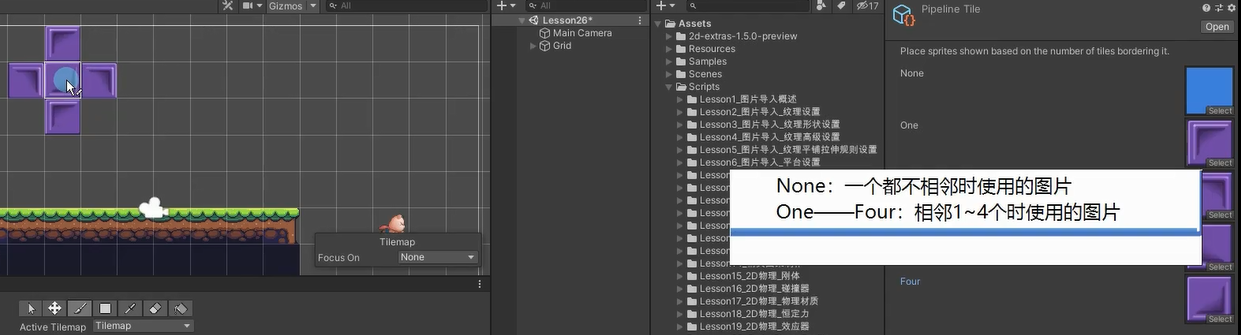 Gizmos
All
Lesson26*
Main Camera
Grid
Tilemap
Focus On
None
Active Tilemap
Tilemap
All
17
Assets
2d-extras-1.5.0-preview
Resources
Samples
Scenes
Scripts
Lesson1_图片导入概述
Lesson2_图片导入_纹理设置
Lesson3_图片导入_纹理形状设置
Lesson4_图片导入_纹理高级设置
Lesson5_图片导入_纹理平铺拉伸规则设置
Lesson6_图片导入_平台设置
Lesson
Lesson
Lesson
Lesson
Lesson
Lesson
Lesson15_2D物理_刚体
Lesson16_2D物理_碰撞器
Lesson17_2D物理_物理材质
Lesson18_2D物理_恒定力
Lesson19_2D物理_效应器
Pipeline Tile
Open
Place sprites shown based on the number of tiles bordering it.
None
Select
One
Select
None：一个都不相邻时使用的图片
One——Four：相邻1~4个时使用的图片
Select
Select
Four
Select